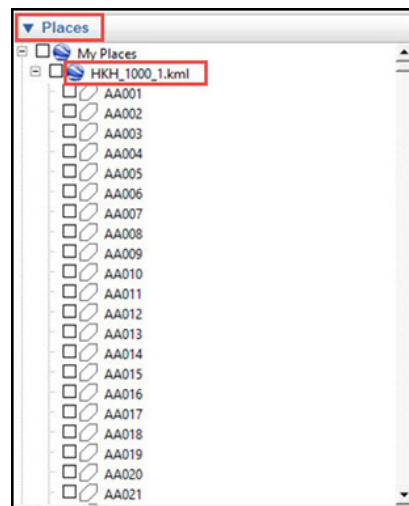 Places
My Places
HKH_1000_1.kml
AA001
AA002
AA003
AA004
AA005
AA006
AA007
AA008
AA009
AA010
AA011
AA012
AA013
AA014
AA015
AA016
AA017
AA018
AA019
AA020
AA021